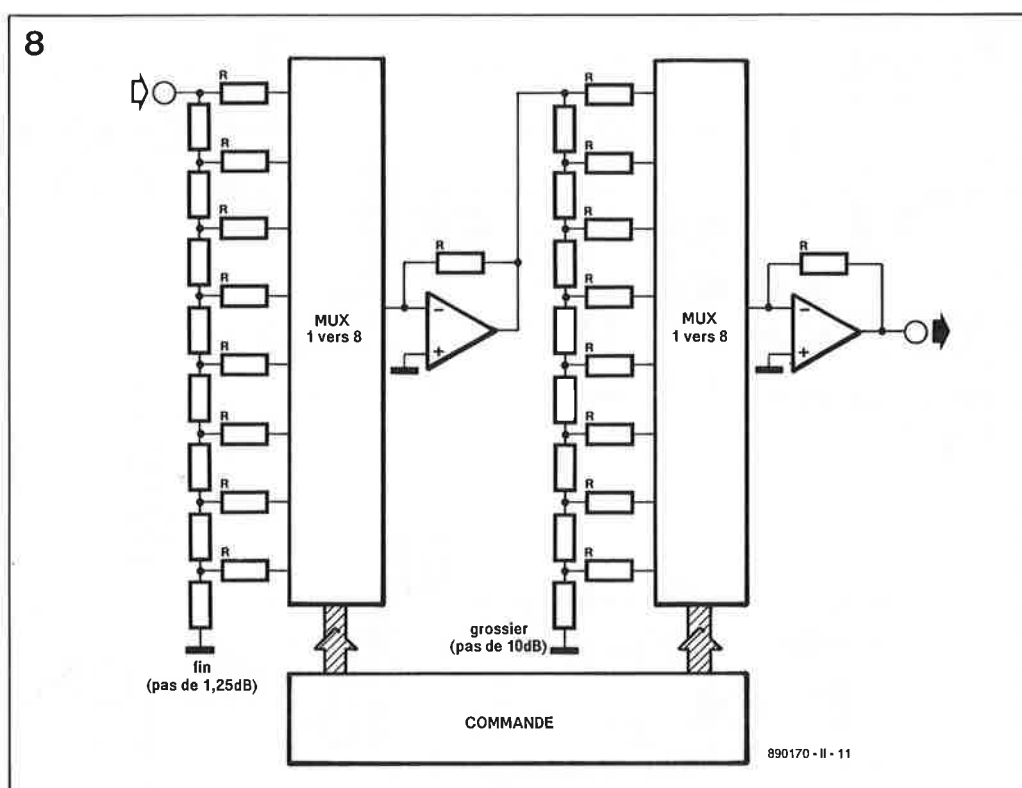 8
R
R
R
R
R
R
R
R
MUX
1 vers 8
R
−
+
R
R
R
R
R
R
R
R
MUX
1 vers 8
R
−
+
fin
(pas de 1,25dB)
grossier
(pas de 10dB)
COMMANDE
890170 - II - 11